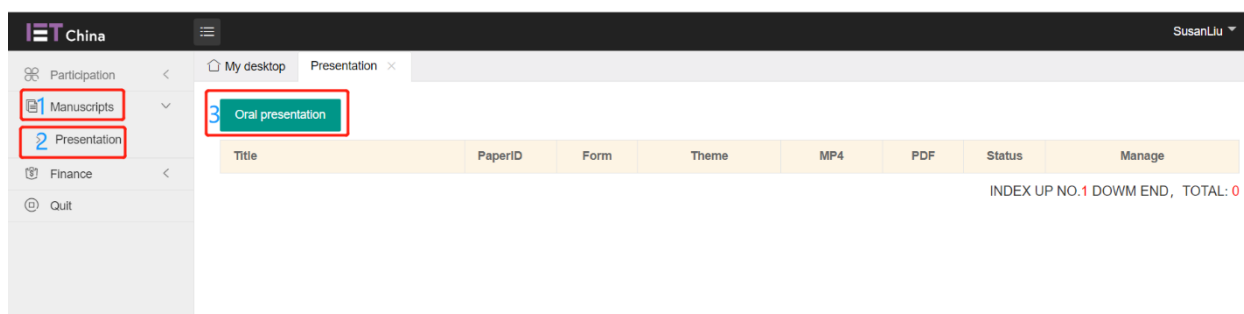 IET China
SusanLiu
Participation
My desktop Presentation
1 Manuscripts
3 Oral presentation
2 Presentation
Title PaperID Form Theme MP4 PDF Status Manage
Finance
INDEX UP NO.1 DOWM END, TOTAL: 0
Quit